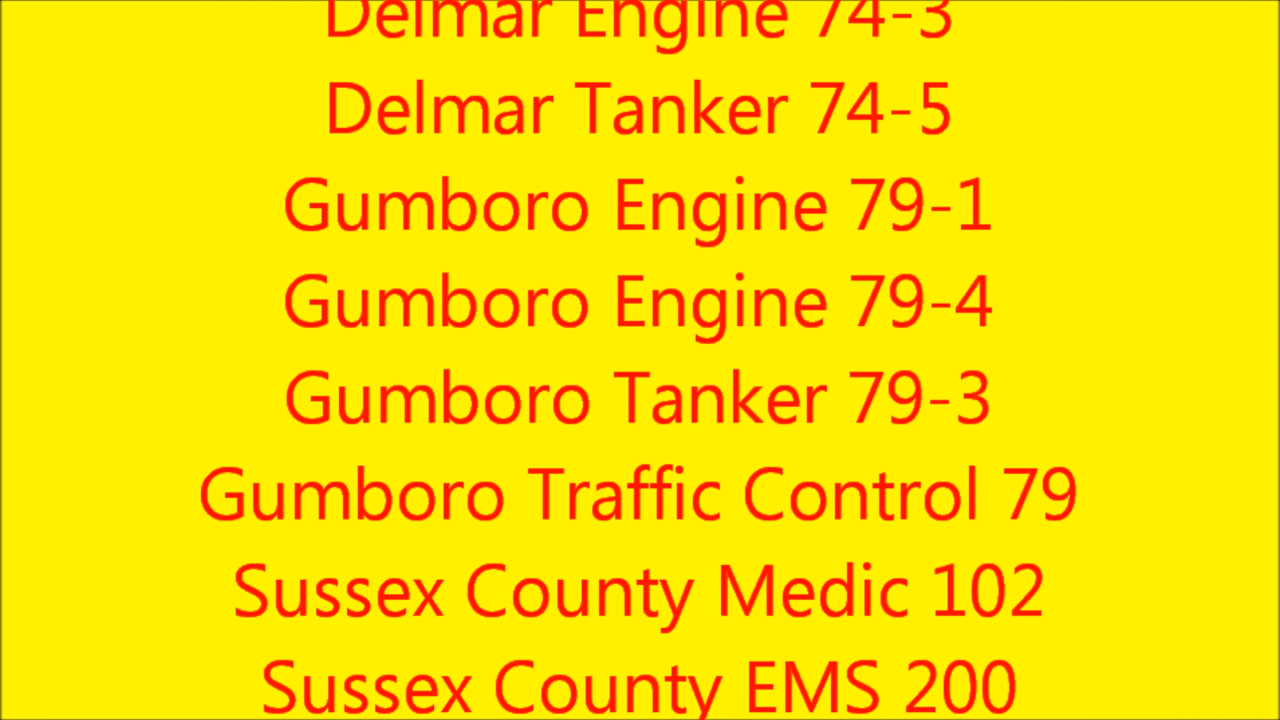 Delmar Engine 74-3
Delmar Tanker 74-5
Gumboro Engine 79-1
Gumboro Engine 79-4
Gumboro Tanker 79-3
Gumboro Traffic Control 79
Sussex County Medic 102
Sussex County EMS 200